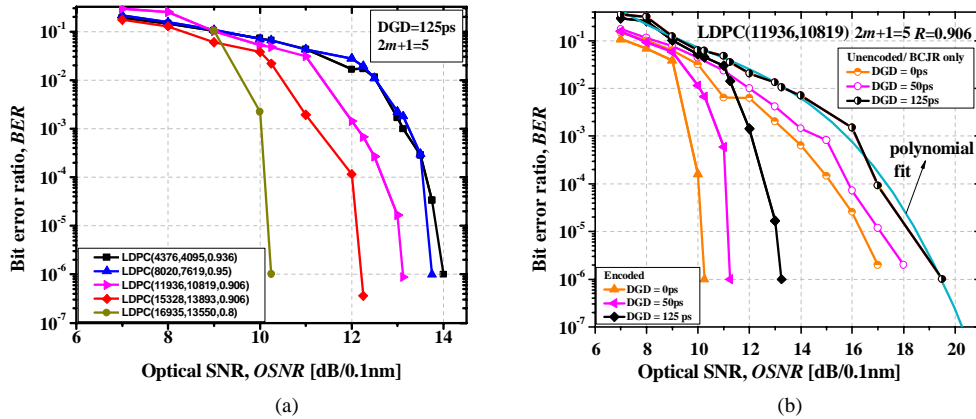 DGD=125ps
2m+1=5
10^-1
10^-2
10^-3
10^-4
10^-5
10^-6
10^-7
Bit error ratio, BER
LDPC(4376,4095,0.936)
LDPC(8020,7619,0.95)
LDPC(11936,10819,0.906)
LDPC(15328,13893,0.906)
LDPC(16935,13550,0.8)
6 8 10 12 14
Optical SNR, OSNR [dB/0.1nm]
(a)
LDPC(11936,10819) 2m+1=5 R=0.906
Unencoded/ BCJR only
DGD = 0ps
DGD = 50ps
DGD = 125ps
polynomial
fit
10^-1
10^-2
10^-3
10^-4
10^-5
10^-6
10^-7
Bit error ratio, BER
Encoded
DGD = 0ps
DGD = 50ps
DGD = 125 ps
6 8 10 12 14 16 18 20
Optical SNR, OSNR [dB/0.1nm]
(b)